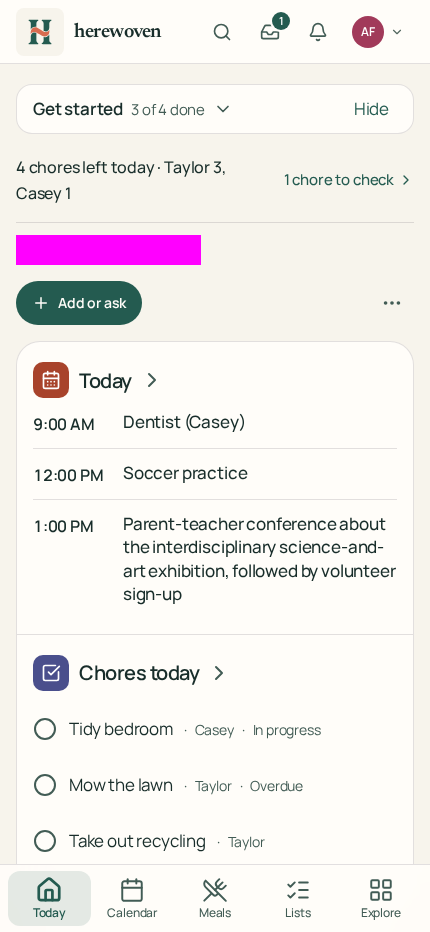 herewoven
1
AF
Get started 3 of 4 done
Hide
4 chores left today · Taylor 3,
Casey 1
1 chore to check
Add or ask
Today
9:00 AM Dentist (Casey)
12:00 PM Soccer practice
1:00 PM Parent-teacher conference about
the interdisciplinary science-and-
art exhibition, followed by volunteer
sign-up
Chores today
Tidy bedroom · Casey · In progress
Mow the lawn · Taylor · Overdue
Take out recycling · Taylor
Today
Calendar
Meals
Lists
Explore